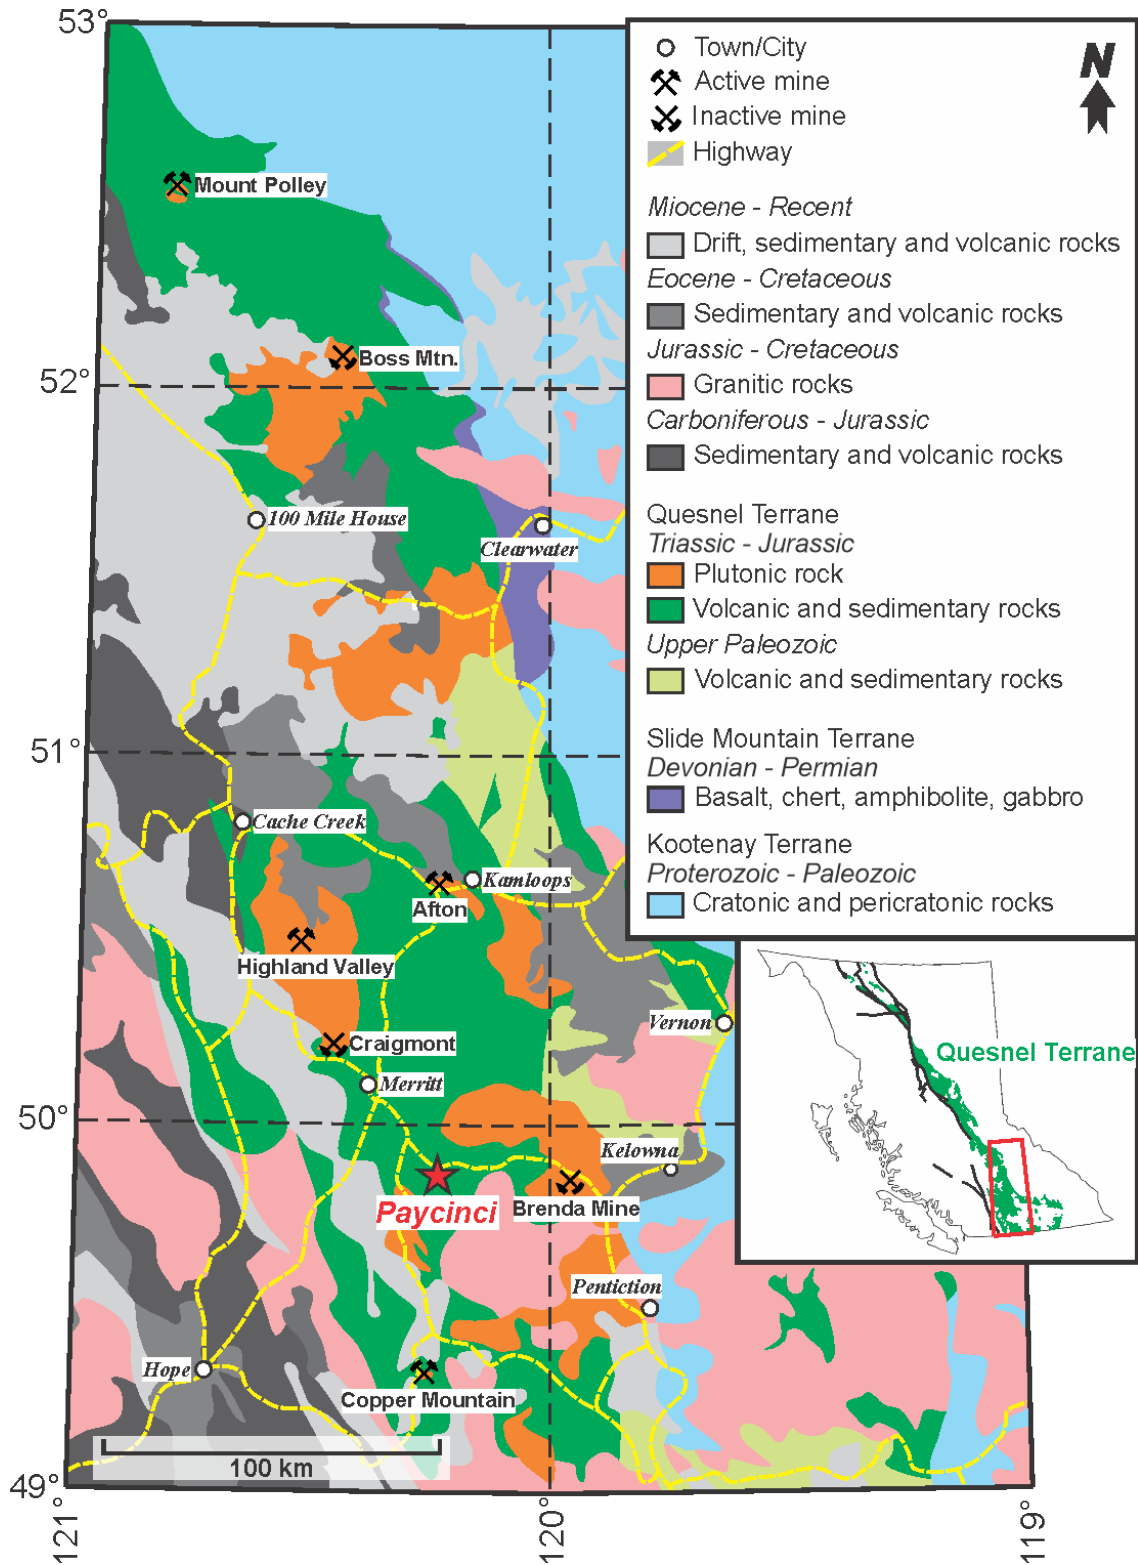 53°
Town/City
Active mine
Inactive mine
Highway
N
Mount Polley
Miocene - Recent
Drift, sedimentary and volcanic rocks
Eocene - Cretaceous
Sedimentary and volcanic rocks
Jurassic - Cretaceous
Granitic rocks
Carboniferous - Jurassic
Sedimentary and volcanic rocks
Quesnel Terrane
Triassic - Jurassic
Plutonic rock
Volcanic and sedimentary rocks
Upper Paleozoic
Volcanic and sedimentary rocks
Slide Mountain Terrane
Devonian - Permian
Basalt, chert, amphibolite, gabbro
Kootenay Terrane
Proterozoic - Paleozoic
Cratonic and pericratonic rocks
Boss Mtn.
52°
100 Mile House
Clearwater
51°
Cache Creek
Kamloops
Afton
Highland Valley
Vernon
Craigmont
Merritt
Quesnel Terrane
50°
Kelowna
Paycinci
Brenda Mine
Pentiction
Hope
Copper Mountain
100 km
49°
121°
120°
119°